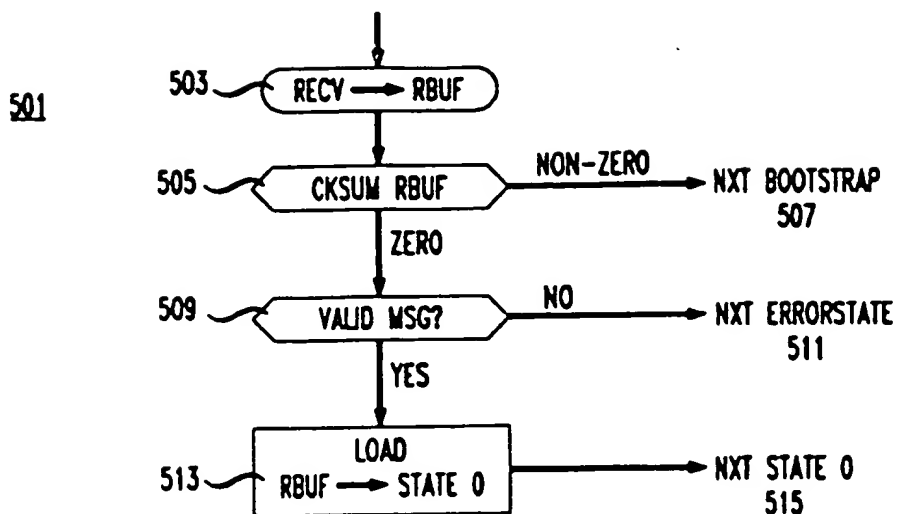 501
503
RECV → RBUF
505
CKSUM RBUF
NON-ZERO
NXT BOOTSTRAP
507
ZERO
509
VALID MSG?
NO
NXT ERRORSTATE
511
YES
513
LOAD
RBUF → STATE 0
NXT STATE 0
515